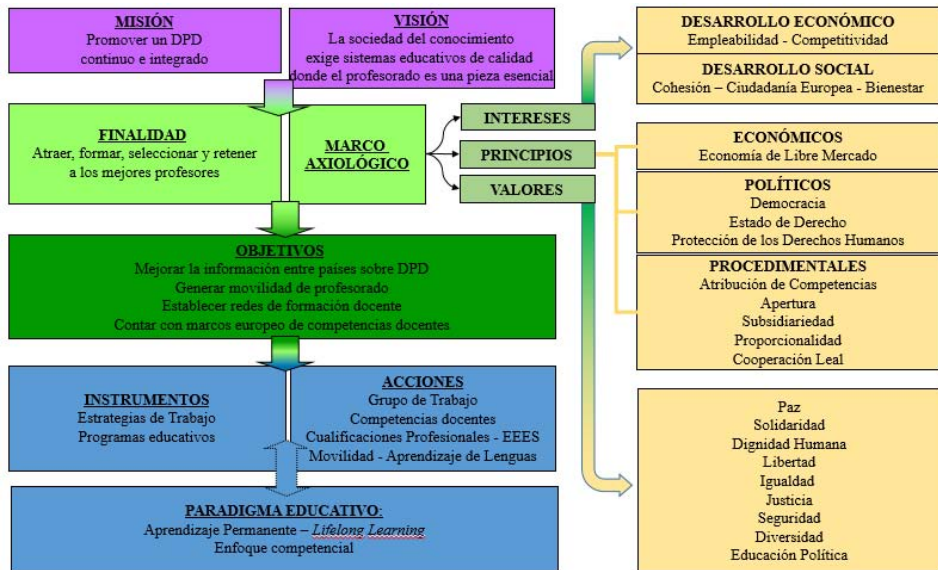 MISIÓN
Promover un DPD
continuo e integrado
VISIÓN
La sociedad del conocimiento
exige sistemas educativos de calidad
donde el profesorado es una pieza esencial
FINALIDAD
Atraer, formar, seleccionar y retener
a los mejores profesores
MARCO
AXIOLÓGICO
INTERESES
PRINCIPIOS
VALORES
OBJETIVOS
Mejorar la información entre países sobre DPD
Generar movilidad de profesorado
Establecer redes de formación docente
Contar con marcos europeo de competencias docentes
INSTRUMENTOS
Estrategias de Trabajo
Programas educativos
ACCIONES
Grupo de Trabajo
Competencias docentes
Cualificaciones Profesionales - EEES
Movilidad - Aprendizaje de Lenguas
PARADIGMA EDUCATIVO:
Aprendizaje Permanente – Lifelong Learning
Enfoque competencial
DESARROLLO ECONÓMICO
Empleabilidad - Competitividad
DESARROLLO SOCIAL
Cohesión – Ciudadanía Europea - Bienestar
ECONÓMICOS
Economía de Libre Mercado
POLÍTICOS
Democracia
Estado de Derecho
Protección de los Derechos Humanos
PROCEDIMENTALES
Atribución de Competencias
Apertura
Subsidiariedad
Proporcionalidad
Cooperación Leal
Paz
Solidaridad
Dignidad Humana
Libertad
Igualdad
Justicia
Seguridad
Diversidad
Educación Política